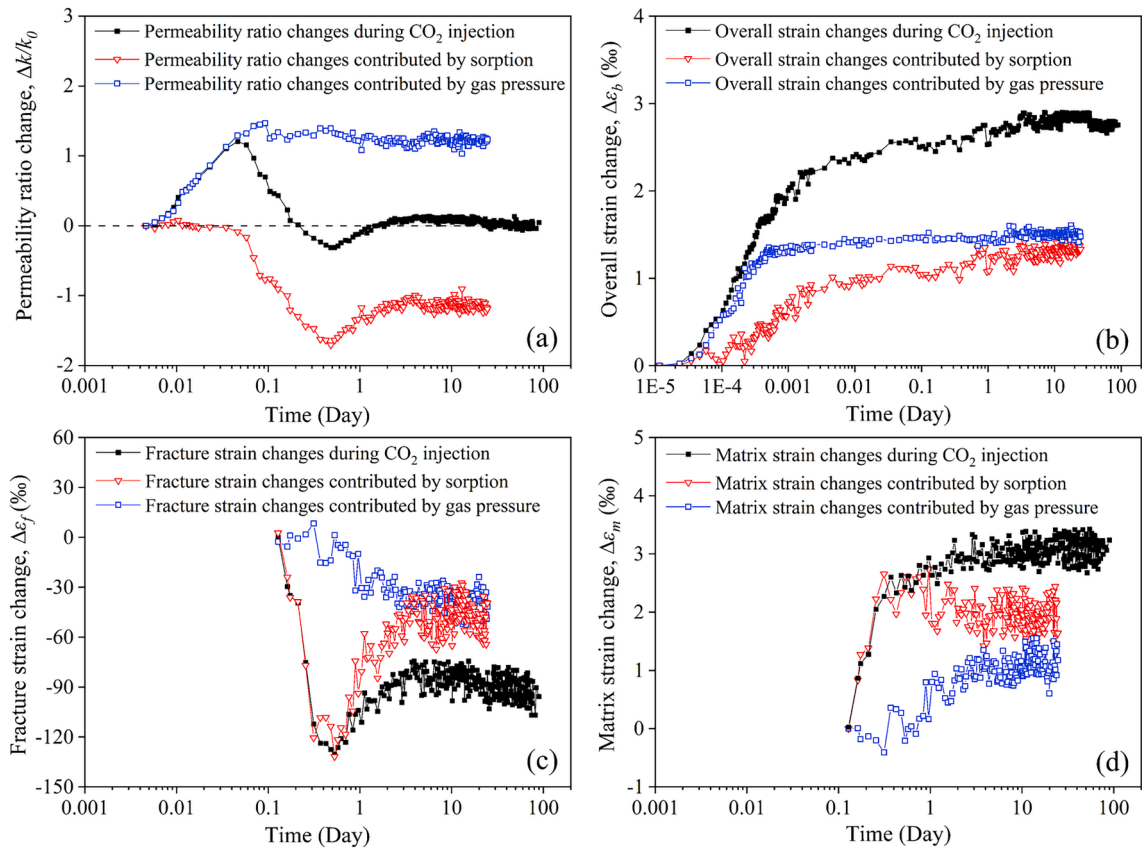 3
2
1
0
-1
-2
Permeability ratio change, Δk/k₀
Permeability ratio changes during CO₂ injection
Permeability ratio changes contributed by sorption
Permeability ratio changes contributed by gas pressure
(a)
0.001
0.01
0.1
1
10
100
Time (Day)
4
3
2
1
0
Overall strain change, Δε_b (‰)
Overall strain changes during CO₂ injection
Overall strain changes contributed by sorption
Overall strain changes contributed by gas pressure
(b)
1E-5
1E-4
0.001
0.01
0.1
1
10
100
Time (Day)
60
30
0
-30
-60
-90
-120
-150
Fracture strain change, Δε_f (‰)
Fracture strain changes during CO₂ injection
Fracture strain changes contributed by sorption
Fracture strain changes contributed by gas pressure
(c)
0.001
0.01
0.1
1
10
100
Time (Day)
5
4
3
2
1
0
-1
Matrix strain change, Δε_m (‰)
Matrix strain changes during CO₂ injection
Matrix strain changes contributed by sorption
Matrix strain changes contributed by gas pressure
(d)
0.001
0.01
0.1
1
10
100
Time (Day)